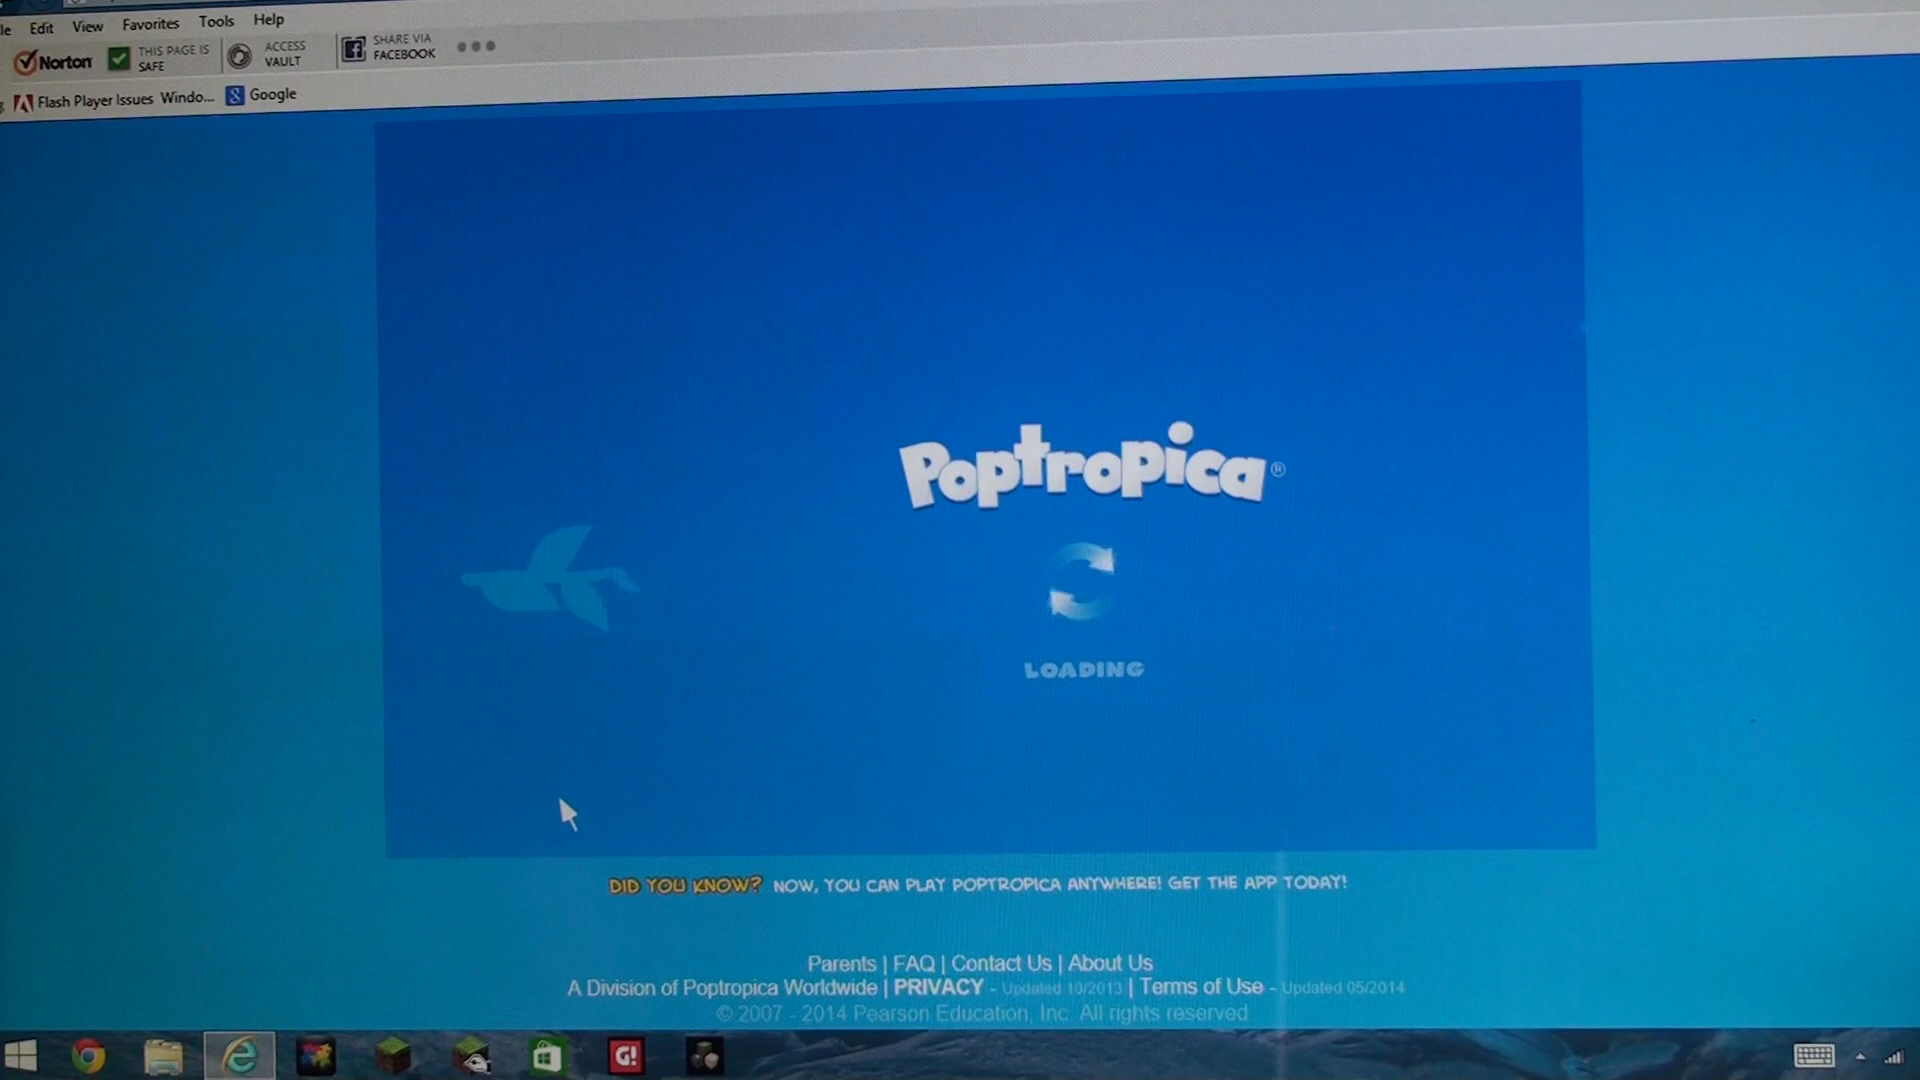 le Edit View Favorites Tools Help
Norton THIS PAGE IS SAFE ACCESS VAULT SHARE VIA FACEBOOK
Flash Player Issues Windo... 8 Google
Poptropica®
LOADING
DID YOU KNOW? NOW, YOU CAN PLAY POPTROPICA ANYWHERE! GET THE APP TODAY!
Parents | FAQ | Contact Us | About Us
A Division of Poptropica Worldwide | PRIVACY - Updated 10/2013 | Terms of Use - Updated 05/2014
© 2007 - 2014 Pearson Education, Inc. All rights reserved
G!